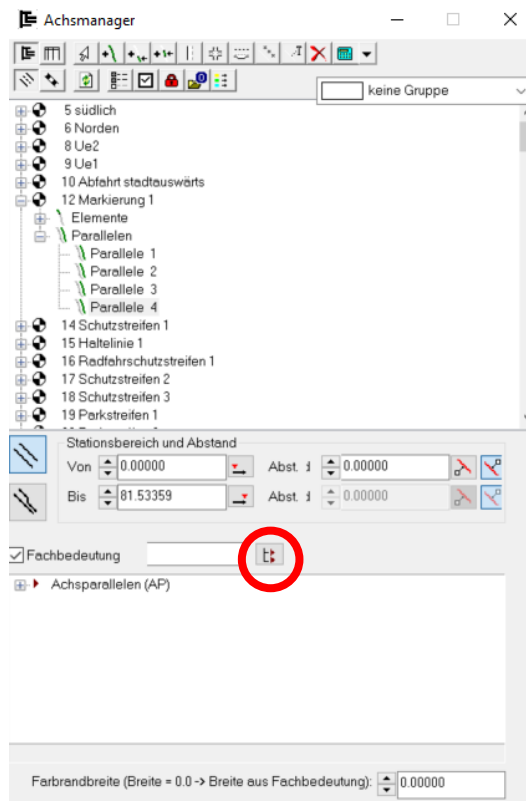 Achsmanager
keine Gruppe
5 südlich
6 Norden
8 Ue2
9 Ue1
10 Abfahrt stadtauswärts
12 Markierung 1
Elemente
Parallelen
Parallele 1
Parallele 2
Parallele 3
Parallele 4
14 Schutzstreifen 1
15 Haltelinie 1
16 Radfahrschutzstreifen 1
17 Schutzstreifen 2
18 Schutzstreifen 3
19 Parkstreifen 1
Stationsbereich und Abstand
Von 0.00000 Abst. 0.00000
Bis 81.53359 Abst. 0.00000
Fachbedeutung
Achsparallelen (AP)
Farbrandbreite (Breite = 0.0 -> Breite aus Fachbedeutung): 0.00000